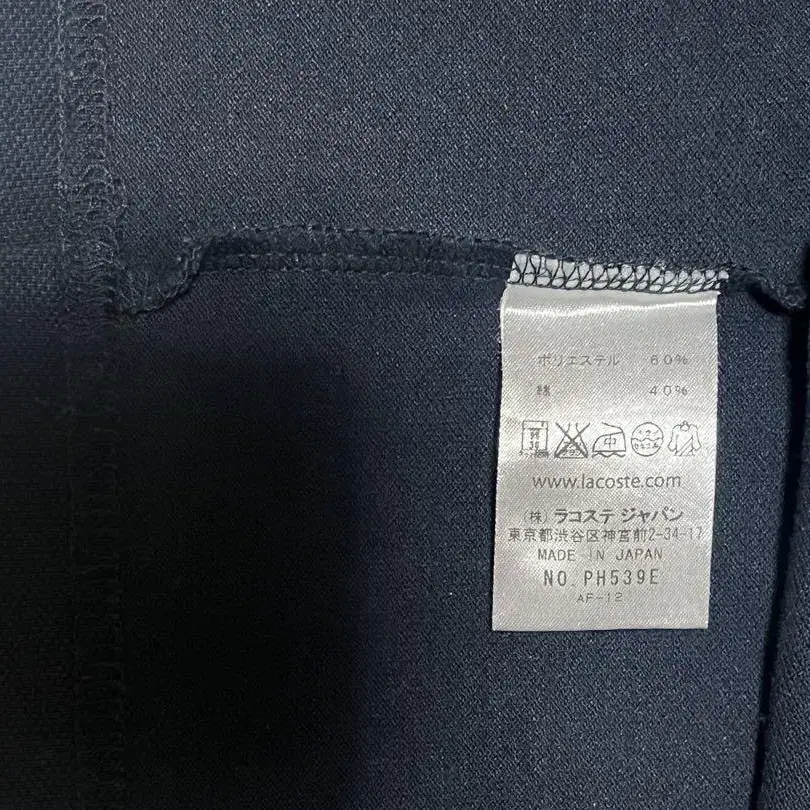 ポリエステル 60%
綿 40%
中
www.lacoste.com
(株) ラコステ ジャパン
東京都渋谷区神宮前2-34-17
MADE IN JAPAN
NO. PH539E
AF-12